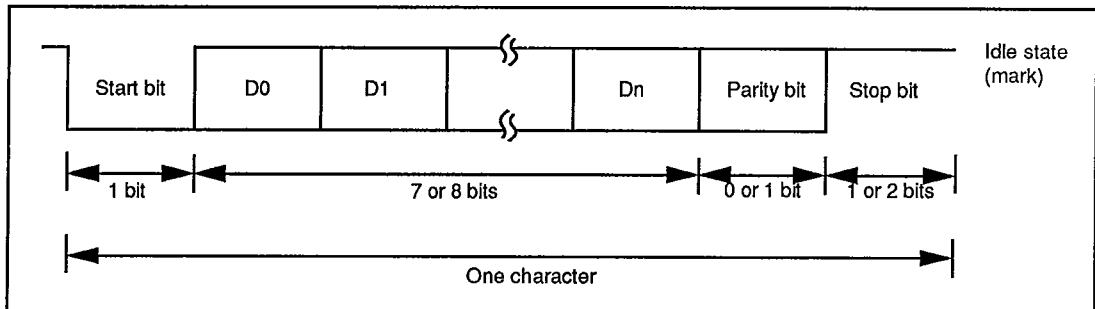 Idle state
(mark)
Start bit D0 D1 Dn Parity bit Stop bit
1 bit 7 or 8 bits 0 or 1 bit 1 or 2 bits
One character